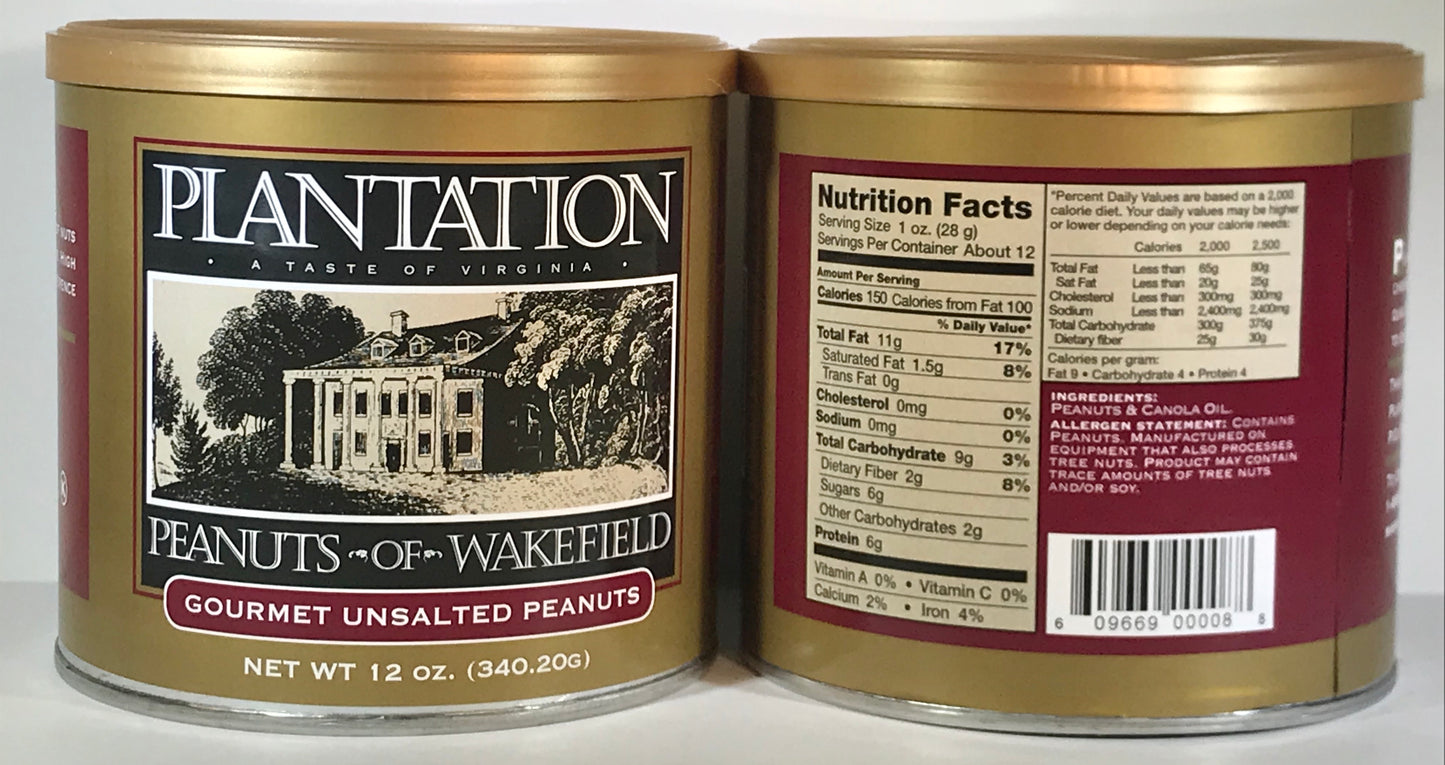 F NUTS
HIGH
PLANTATION
• A TASTE OF VIRGINIA •
PEANUTS OF WAKEFIELD
GOURMET UNSALTED PEANUTS
NET WT 12 OZ. (340.20G)
Nutrition Facts
Serving Size 1 oz. (28 g)
Servings Per Container About 12
Amount Per Serving
Calories 150 Calories from Fat 100
% Daily Value*
Total Fat 11g 17%
Saturated Fat 1.5g 8%
Trans Fat 0g
Cholesterol 0mg 0%
Sodium 0mg 0%
Total Carbohydrate 9g 3%
Dietary Fiber 2g 8%
Sugars 6g
Other Carbohydrates 2g
Protein 6g
Vitamin A 0% • Vitamin C 0%
Calcium 2% • Iron 4%
*Percent Daily Values are based on a 2,000
calorie diet. Your daily values may be higher
or lower depending on your calorie needs:
Calories 2,000 2,500
Total Fat Less than 65g 80g
Sat Fat Less than 20g 25g
Cholesterol Less than 300mg 300mg
Sodium Less than 2,400mg 2,400mg
Total Carbohydrate 300g 375g
Dietary fiber 25g 30g
Calories per gram:
Fat 9 • Carbohydrate 4 • Protein 4
INGREDIENTS:
PEANUTS & CANOLA OIL.
ALLERGEN STATEMENT: CONTAINS
PEANUTS. MANUFACTURED ON
EQUIPMENT THAT ALSO PROCESSES
TREE NUTS. PRODUCT MAY CONTAIN
TRACE AMOUNTS OF TREE NUTS
AND/OR SOY.
6 09669 00008 8